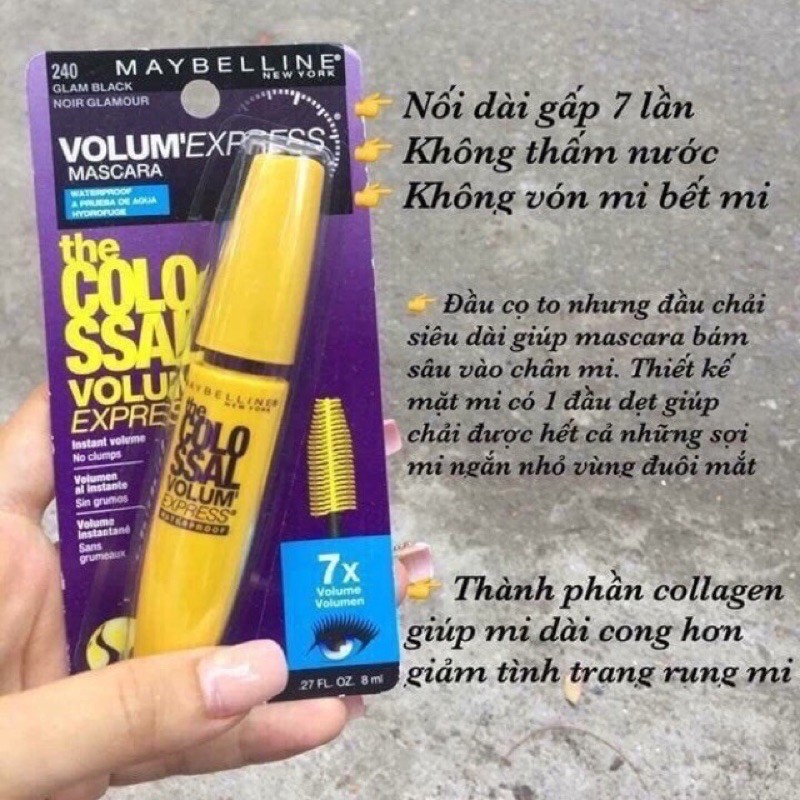 240
GLAM BLACK
NOIR GLAMOUR
MAYBELLINE
NEW YORK
VOLUM'EXPRESS
MASCARA
WATERPROOF
A PRUEBA DE AGUA
HYDROFUGE
the
COLO
SSAL
VOLUM'
EXPRESS
Instant volume
No clumps
Volumen
al instante
Sin grumos
Volume
instantané
Sans
grumeaux
MAYBELLINE
NEW YORK
the
COLO
SSAL
VOLUM'
EXPRESS®
WATERPROOF
7x
Volume
Volumen
.27 FL. OZ. 8 ml
👉 Nối dài gấp 7 lần
👉 Không thấm nước
👉 Không vón mi bết mi
👉 Đầu cọ to nhưng đầu chải
siêu dài giúp mascara bám
sâu vào chân mi. Thiết kế
mặt mi có 1 đầu dẹt giúp
chải được hết cả những sợi
mi ngắn nhỏ vùng đuôi mắt
👉 Thành phần collagen
giúp mi dài cong hơn
giảm tình trang rung mi